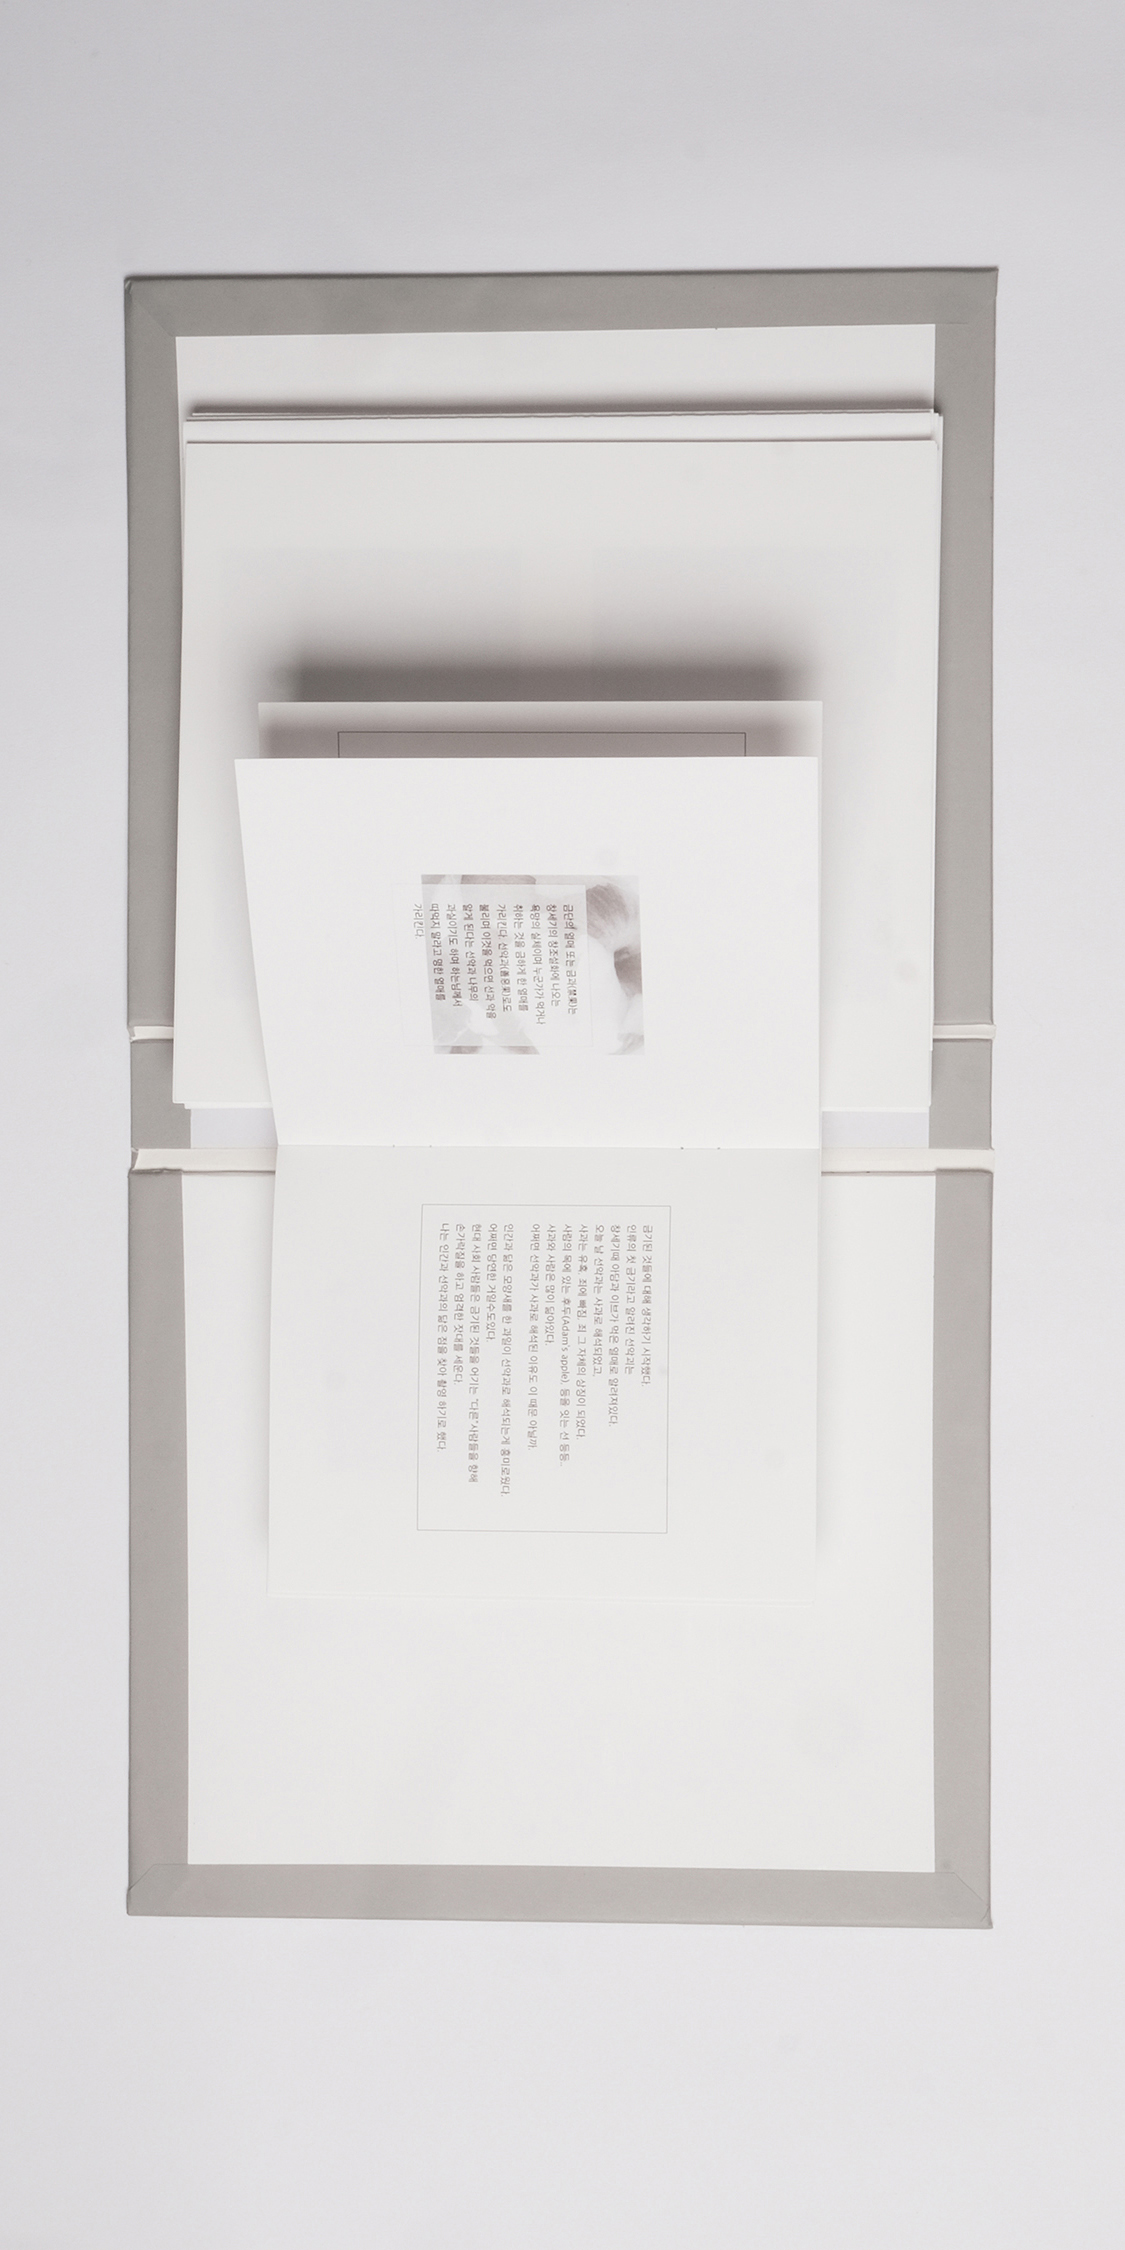 금단의 열매 또는 금과(禁果)는
창세기의 창조설화에 나오는
욕망의 실체이며 누군가가 먹거나
취하는 것을 금하게 한 열매를
가리킨다. 선악과(善惡果)로도
불리며 이것을 먹으면 선과 악을
알게 된다는 선악과 나무의
과실이기도 하며 하느님께서
따먹지 말라고 명한 열매를
가리킨다.
금기된 것들에 대해 생각하기 시작했다.
인류의 첫 금기라고 알려진 선악과는
창세기때 아담과 이브가 먹은 열매로 알려져있다.
오늘 날 선악과는 사과로 해석되었고,
사과는 유혹, 죄에 빠짐, 죄 그 자체의 상징이 되었다.
사람의 목에 있는 후두(Adam's apple), 둥을 잇는 선 등등..
사과와 사람은 많이 닮아있다.
어쩌면 선악과가 사과로 해석된 이유도 이 때문 아닐까.
인간과 닮은 모양새를 한 과일이 선악과로 해석되는게 흥미로웠다.
어쩌면 당연한 거일수도있다.
현대 사회 사람들은 금기된 것들을 어기는 "다른"사람들을 향해
손가락질을 하고 엄격한 잣대를 세운다.
나는 인간과 선악과의 닮은 점을 찾아 촬영 하기로 했다.